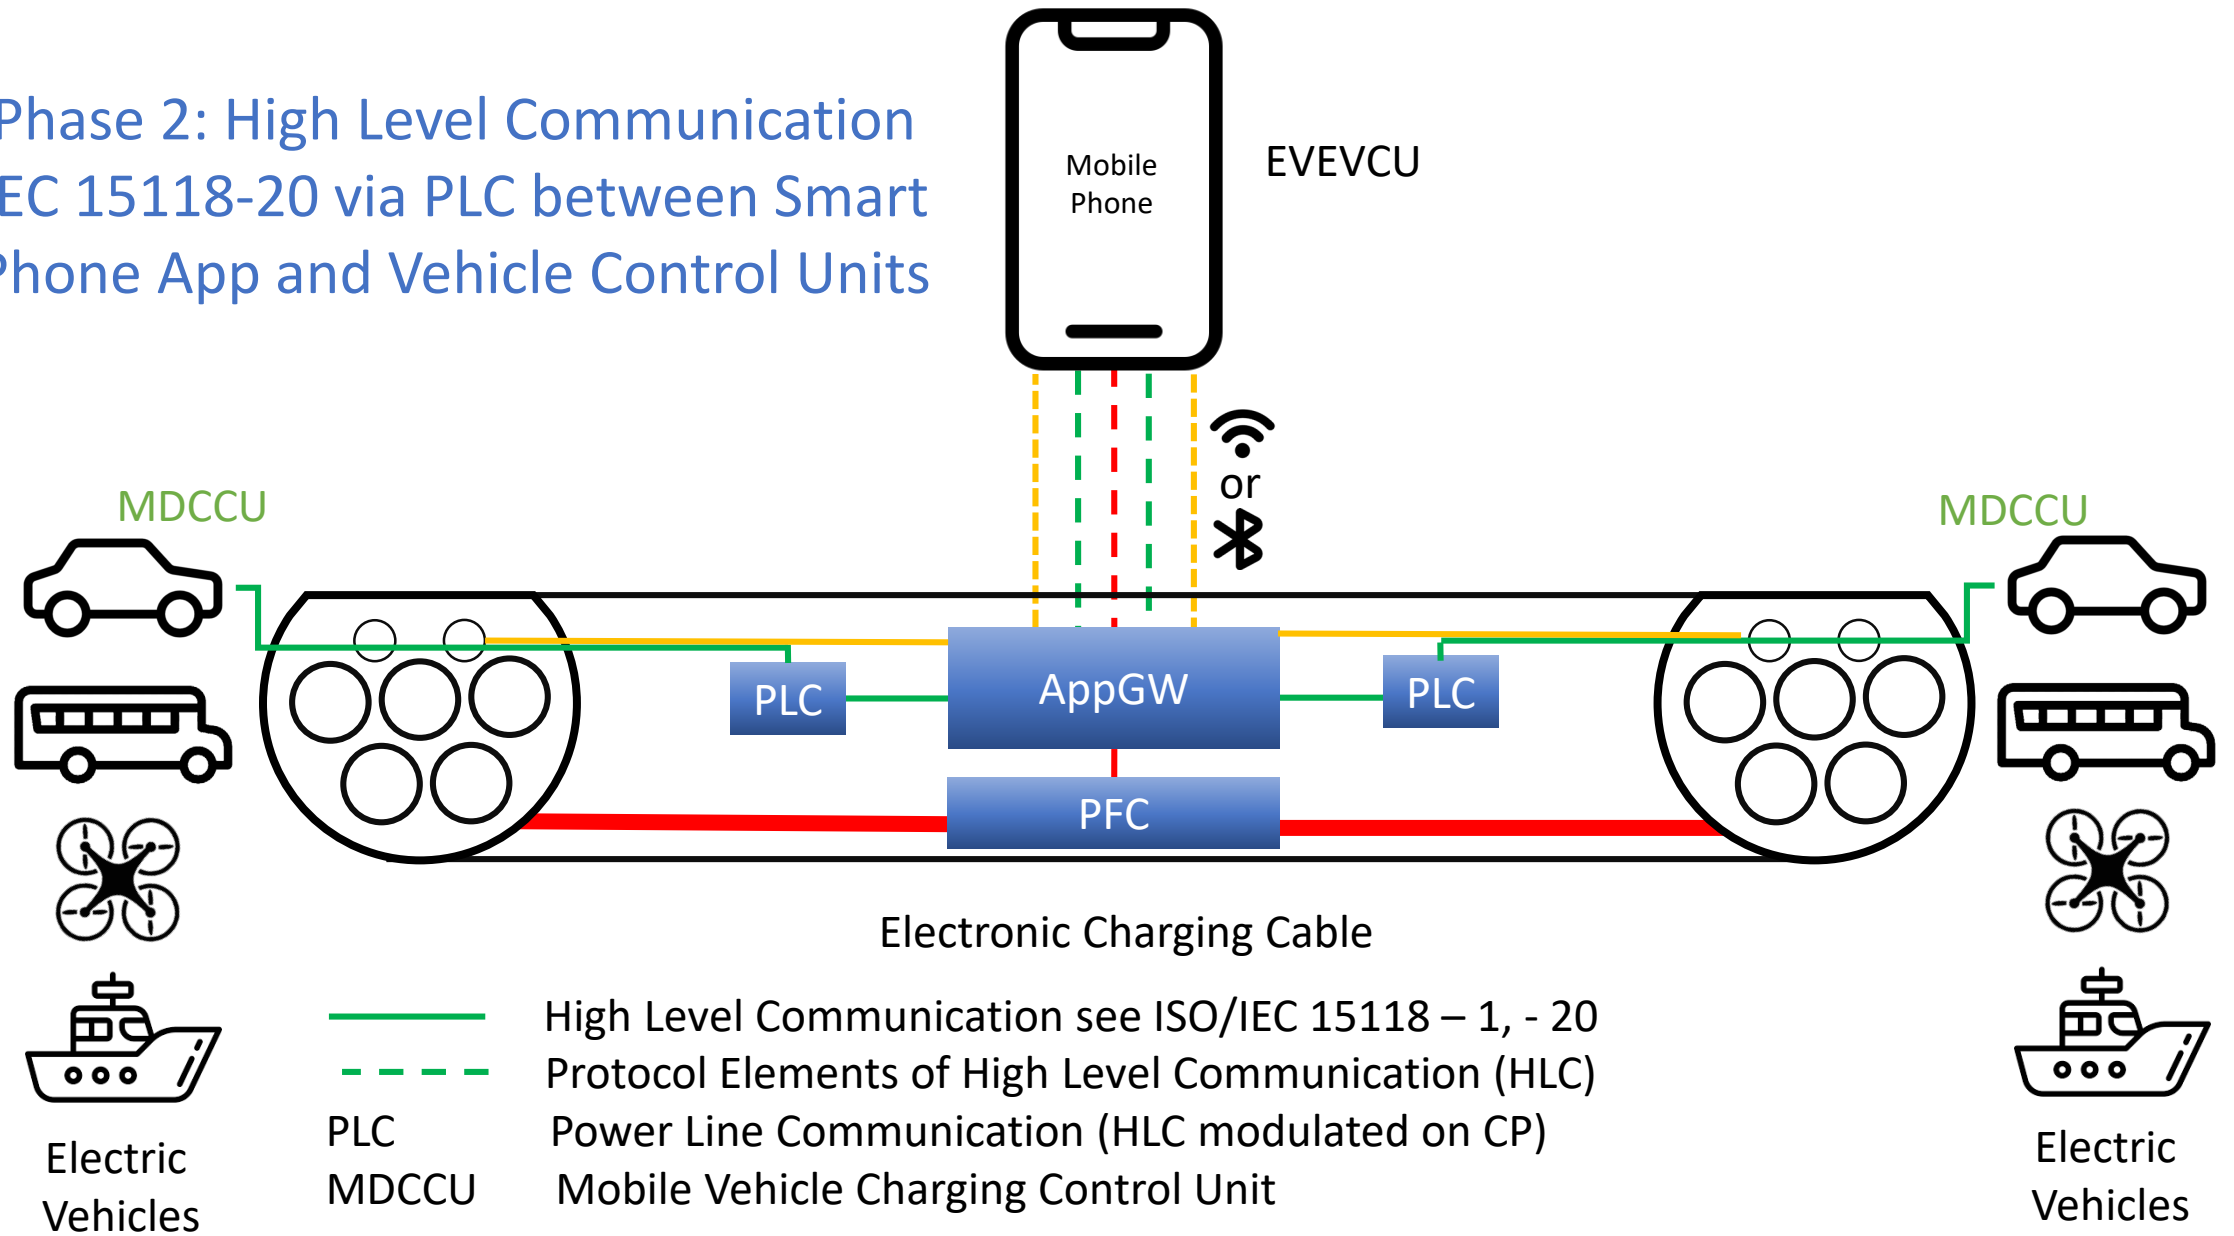 Phase 2: High Level Communication
EC 15118-20 via PLC between Smart
Phone App and Vehicle Control Units
Mobile
Phone
EVEVCU
or
MDCCU
MDCCU
PLC
AppGW
PLC
PFC
Electronic Charging Cable
High Level Communication see ISO/IEC 15118 – 1, - 20
Protocol Elements of High Level Communication (HLC)
PLC Power Line Communication (HLC modulated on CP)
MDCCU Mobile Vehicle Charging Control Unit
Electric
Vehicles
Electric
Vehicles